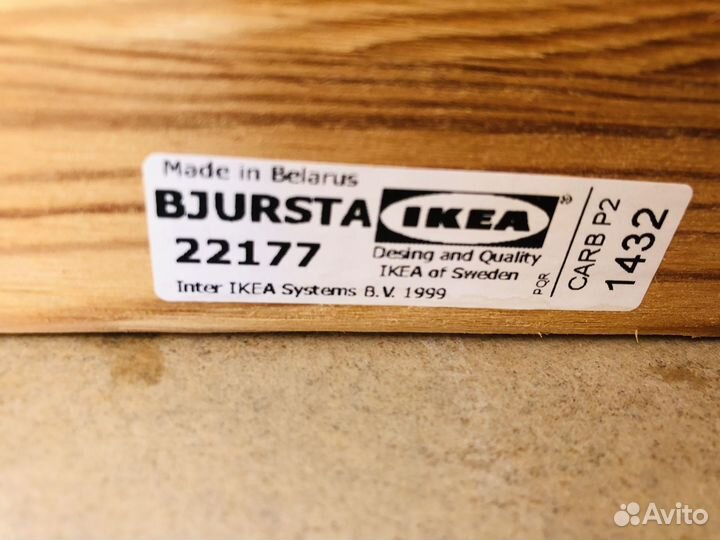 Made in Belarus
BJURSTA
22177
IKEA®
Desing and Quality
IKEA of Sweden
Inter IKEA Systems B.V. 1999
PQR
CARB P2
1432
Avito